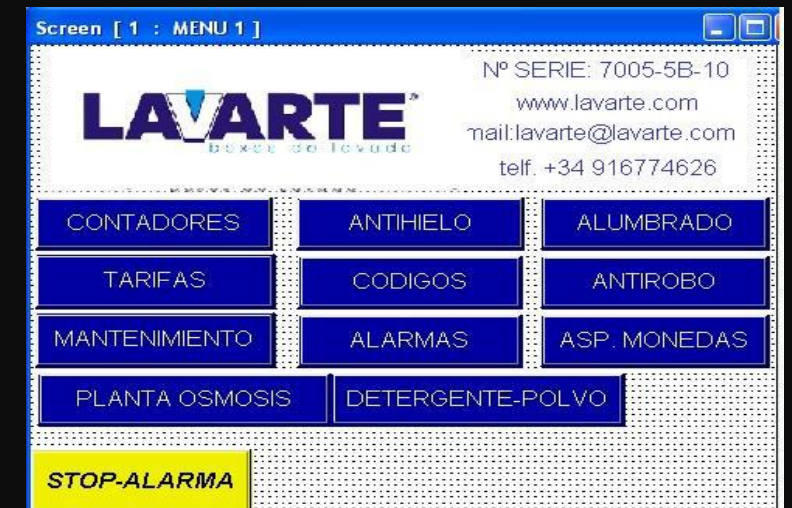 Screen [ 1 : MENU 1 ]
Nº SERIE: 7005-5B-10
LAVARTE®
www.lavarte.com
boxes de lavado
mail:lavarte@lavarte.com
telf. +34 916774626
CONTADORES ANTIHIELO ALUMBRADO
TARIFAS CODIGOS ANTIROBO
MANTENIMIENTO ALARMAS ASP. MONEDAS
PLANTA OSMOSIS DETERGENTE-POLVO
STOP-ALARMA